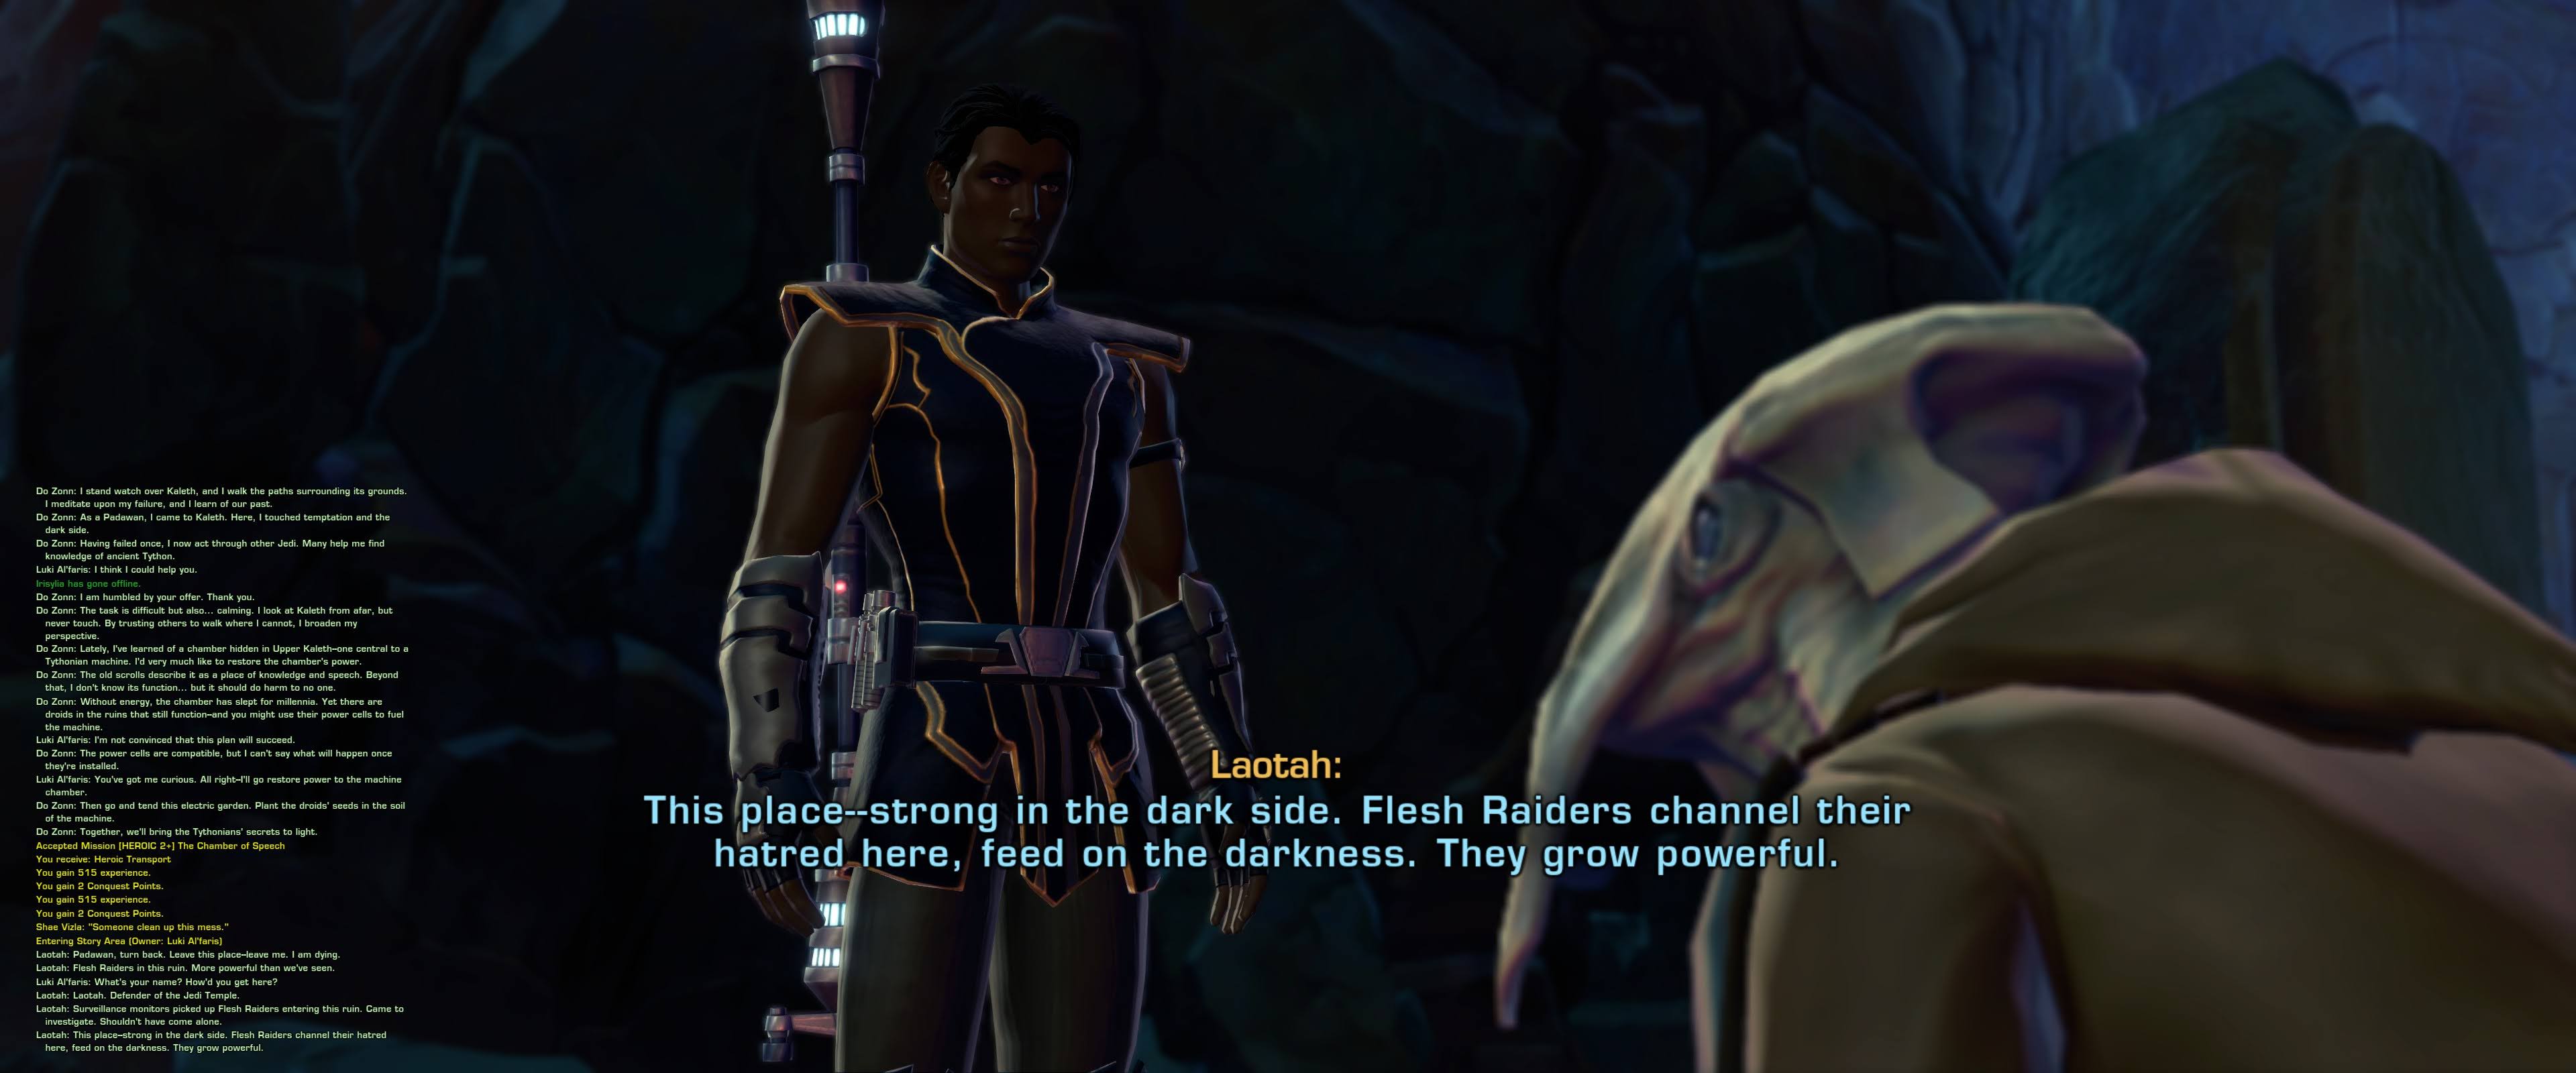 Do Zonn: I stand watch over Kaleth, and I walk the paths surrounding its grounds.
I meditate upon my failure, and I learn of our past.
Do Zonn: As a Padawan, I came to Kaleth. Here, I touched temptation and the
dark side.
Do Zonn: Having failed once, I now act through other Jedi. Many help me find
knowledge of ancient Tython.
Luki Al'faris: I think I could help you.
Irisylia has gone offline.
Do Zonn: I am humbled by your offer. Thank you.
Do Zonn: The task is difficult but also... calming. I look at Kaleth from afar, but
never touch. By trusting others to walk where I cannot, I broaden my
perspective.
Do Zonn: Lately, I've learned of a chamber hidden in Upper Kaleth--one central to a
Tythonian machine. I'd very much like to restore the chamber's power.
Do Zonn: The old scrolls describe it as a place of knowledge and speech. Beyond
that, I don't know its function... but it should do harm to no one.
Do Zonn: Without energy, the chamber has slept for millennia. Yet there are
droids in the ruins that still function--and you might use their power cells to fuel
the machine.
Luki Al'faris: I'm not convinced that this plan will succeed.
Do Zonn: The power cells are compatible, but I can't say what will happen once
they're installed.
Luki Al'faris: You've got me curious. All right--I'll go restore power to the machine
chamber.
Do Zonn: Then go and tend this electric garden. Plant the droids' seeds in the soil
of the machine.
Do Zonn: Together, we'll bring the Tythonians' secrets to light.
Accepted Mission [HEROIC 2+] The Chamber of Speech
You receive: Heroic Transport
You gain 515 experience.
You gain 2 Conquest Points.
You gain 515 experience.
You gain 2 Conquest Points.
Shae Vizla: "Someone clean up this mess."
Entering Story Area (Owner: Luki Al'faris)
Laotah: Padawan, turn back. Leave this place--leave me. I am dying.
Laotah: Flesh Raiders in this ruin. More powerful than we've seen.
Luki Al'faris: What's your name? How'd you get here?
Laotah: Laotah. Defender of the Jedi Temple.
Laotah: Surveillance monitors picked up Flesh Raiders entering this ruin. Came to
investigate. Shouldn't have come alone.
Laotah: This place--strong in the dark side. Flesh Raiders channel their hatred
here, feed on the darkness. They grow powerful.
Laotah:
This place--strong in the dark side. Flesh Raiders channel their
hatred here, feed on the darkness. They grow powerful.